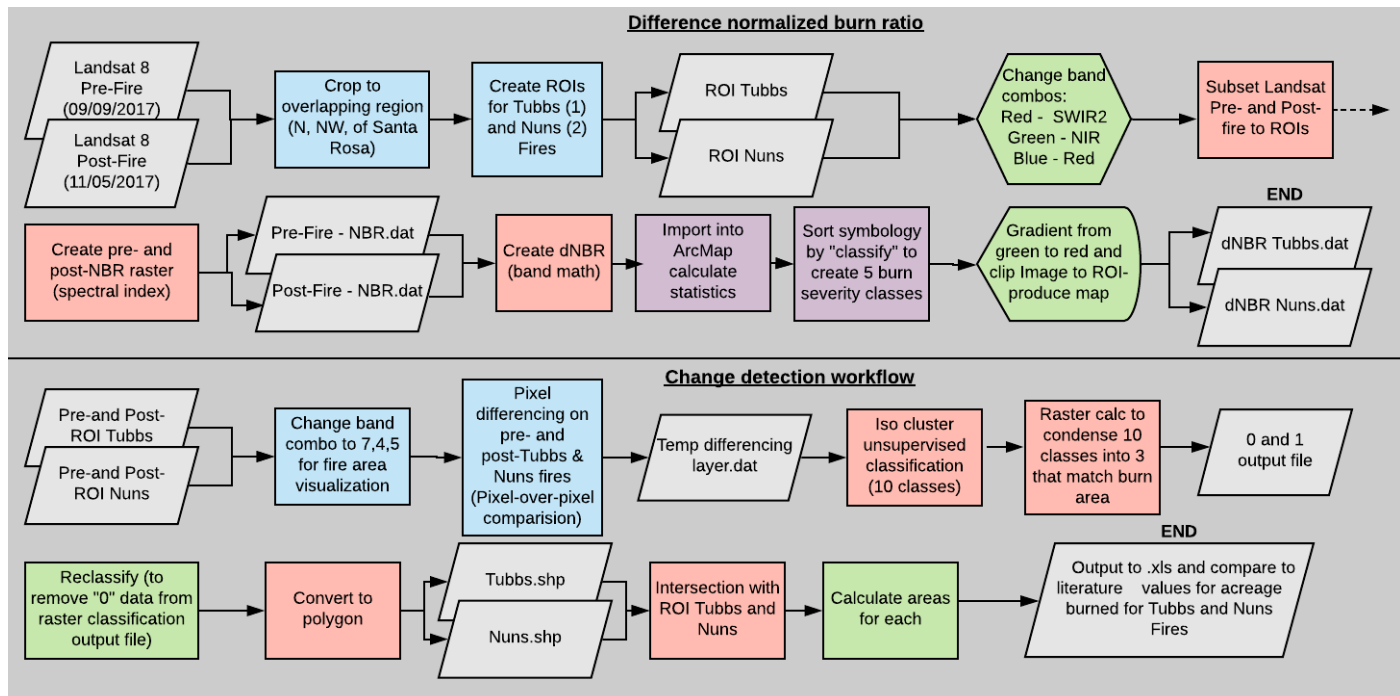 Difference normalized burn ratio
Landsat 8
Pre-Fire
(09/09/2017)
Landsat 8
Post-Fire
(11/05/2017)
Crop to
overlapping region
(N, NW, of Santa
Rosa)
Create ROIs
for Tubbs (1)
and Nuns (2)
Fires
ROI Tubbs
ROI Nuns
Change band
combos:
Red - SWIR2
Green - NIR
Blue - Red
Subset Landsat
Pre- and Post-
fire to ROIs
Create pre- and
post-NBR raster
(spectral index)
Pre-Fire - NBR.dat
Post-Fire - NBR.dat
Create dNBR
(band math)
Import into
ArcMap
calculate
statistics
Sort symbology
by "classify" to
create 5 burn
severity classes
Gradient from
green to red and
clip Image to ROI-
produce map
END
dNBR Tubbs.dat
dNBR Nuns.dat
Change detection workflow
Pre-and Post-
ROI Tubbs
Pre-and Post-
ROI Nuns
Change band
combo to 7,4,5
for fire area
visualization
Pixel
differencing on
pre- and
post-Tubbs &
Nuns fires
(Pixel-over-pixel
comparision)
Temp differencing
layer.dat
Iso cluster
unsupervised
classification
(10 classes)
Raster calc to
condense 10
classes into 3
that match burn
area
0 and 1
output file
Reclassify (to
remove "0" data from
raster classification
output file)
Convert to
polygon
Tubbs.shp
Nuns.shp
Intersection with
ROI Tubbs and
Nuns
Calculate areas
for each
END
Output to .xls and compare to
literature values for acreage
burned for Tubbs and Nuns
Fires